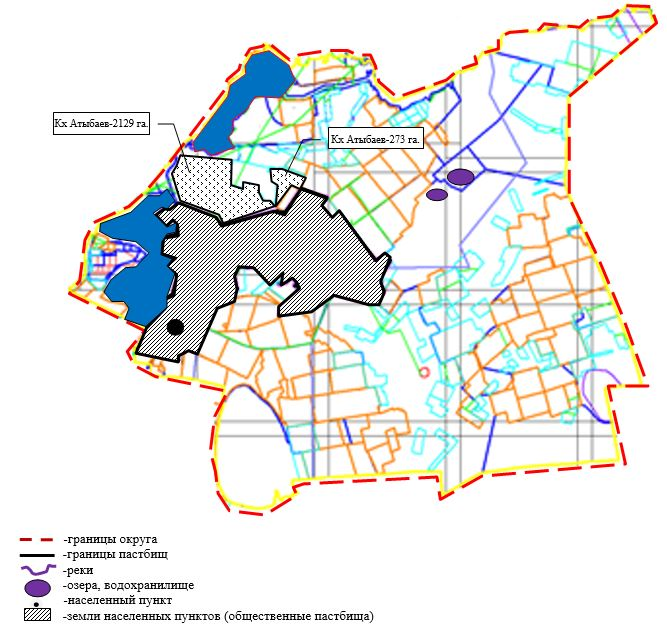 Кх Атыбаев-2129 га.
Кх Атыбаев-273 га.
-границы округа
-границы пастбищ
-реки
-озера, водохранилище
-населенный пункт
-земли населенных пунктов (общественные пастбища)